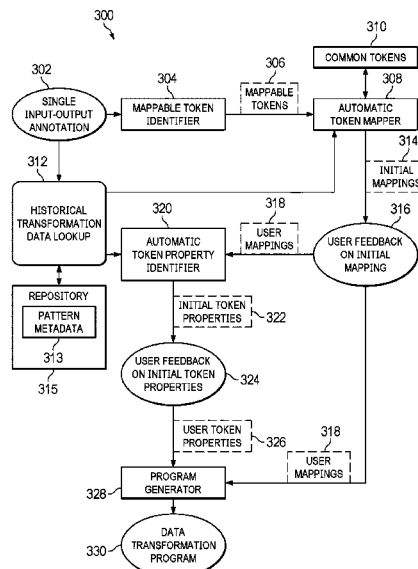 300
302
SINGLE
INPUT-OUTPUT
ANNOTATION
304
MAPPABLE TOKEN
IDENTIFIER
306
MAPPABLE
TOKENS
310
COMMON TOKENS
308
AUTOMATIC
TOKEN MAPPER
312
HISTORICAL
TRANSFORMATION
DATA LOOKUP
314
INITIAL
MAPPINGS
316
USER FEEDBACK
ON INITIAL
MAPPING
318
USER
MAPPINGS
320
AUTOMATIC
TOKEN PROPERTY
IDENTIFIER
REPOSITORY
PATTERN
METADATA
313
315
INITIAL TOKEN
PROPERTIES
322
USER FEEDBACK
ON INITIAL TOKEN
PROPERTIES
324
USER TOKEN
PROPERTIES
326
318
USER
MAPPINGS
PROGRAM
GENERATOR
328
DATA
TRANSFORMATION
PROGRAM
330